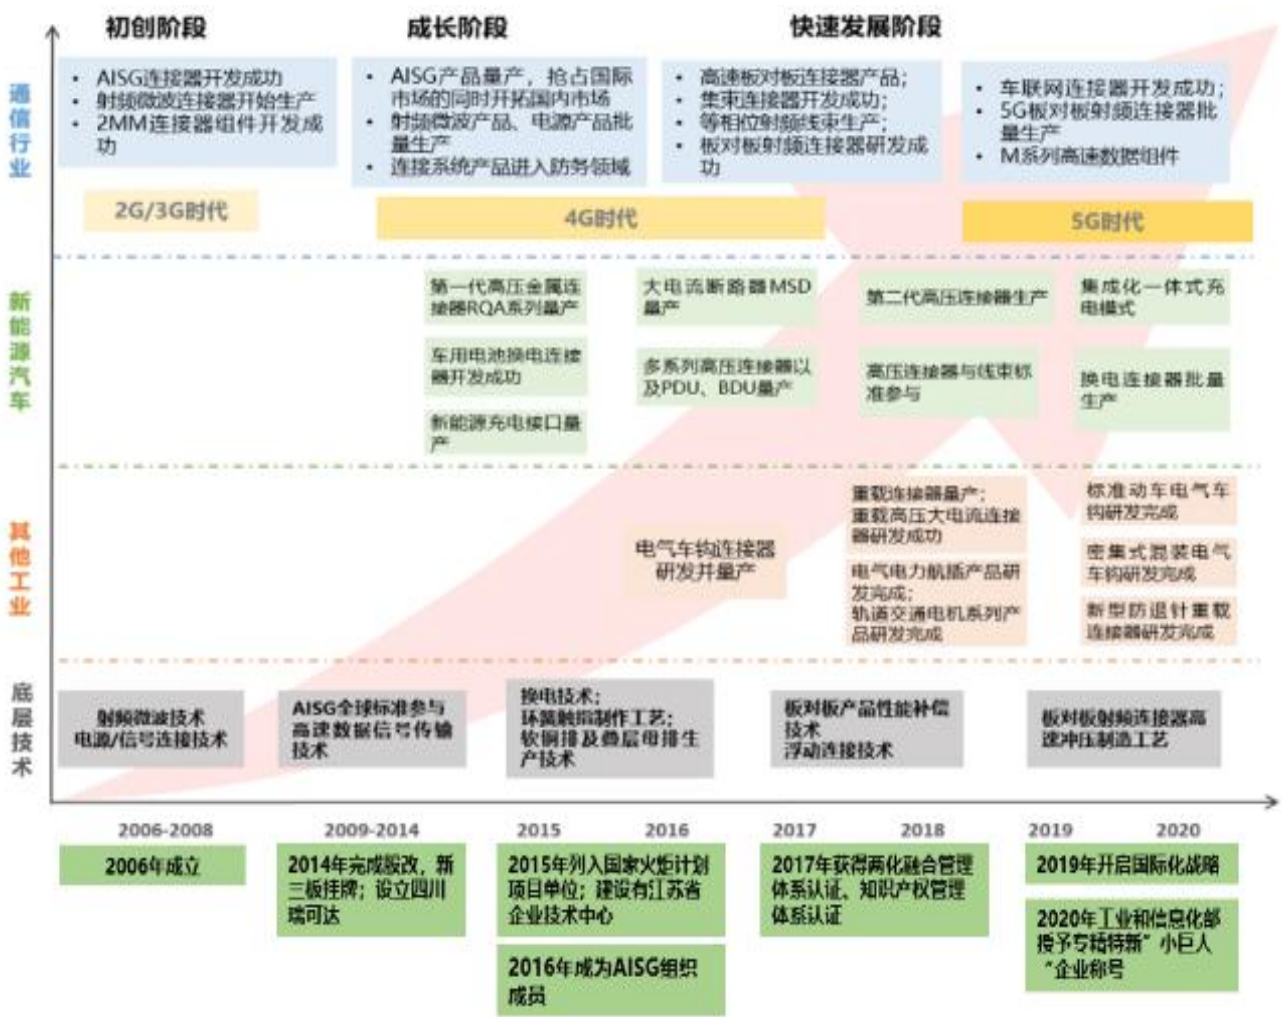 初创阶段
成长阶段
快速发展阶段
通信行业
• AISG连接器开发成功
• 射频微波连接器开始生产
• 2MM连接器组件开发成
功
• AISG产品量产，抢占国际
市场的同时开拓国内市场
• 射频微波产品、电源产品批
量生产
• 连接系统产品进入防务领域
• 高速板对板连接器产品；
• 集束连接器开发成功；
• 等相位射频线束生产；
• 板对板射频连接器研发成
功
• 车联网连接器开发成功；
• 5G板对板射频连接器批
量生产
• M系列高速数据组件
2G/3G时代
4G时代
5G时代
新能源汽车
第一代高压金属连
接器RQA系列量产
车用电池换电连接
器开发成功
新能源充电接口量
产
大电流断路器MSD
量产
多系列高压连接器以
及PDU、BDU量产
第二代高压连接器生产
高压连接器与线束标
准参与
集成化一体式充
电模式
换电连接器批量
生产
其他工业
电气车钩连接器
研发并量产
重载连接器量产；
重载高压大电流连接
器研发成功
电气电力航插产品研
发完成；
轨道交通电机系列产
品研发完成
标准动车电气车
钩研发完成
密集式混装电气
车钩研发完成
新型防退针重载
连接器研发完成
底层技术
射频微波技术
电源/信号连接技术
AISG全球标准参与
高速数据信号传输
技术
换电技术；
环簧触指制作工艺；
软铜排及叠层母排生
产技术
板对板产品性能补偿
技术
浮动连接技术
板对板射频连接器高
速冲压制造工艺
2006-2008
2009-2014
2015
2016
2017
2018
2019
2020
2006年成立
2014年完成股改，新
三板挂牌；设立四川
瑞可达
2015年列入国家火炬计划
项目单位；建设有江苏省
企业技术中心
2016年成为AISG组织
成员
2017年获得两化融合管理
体系认证、知识产权管理
体系认证
2019年开启国际化战略
2020年工业和信息化部
授予专精特新”小巨人
“企业称号